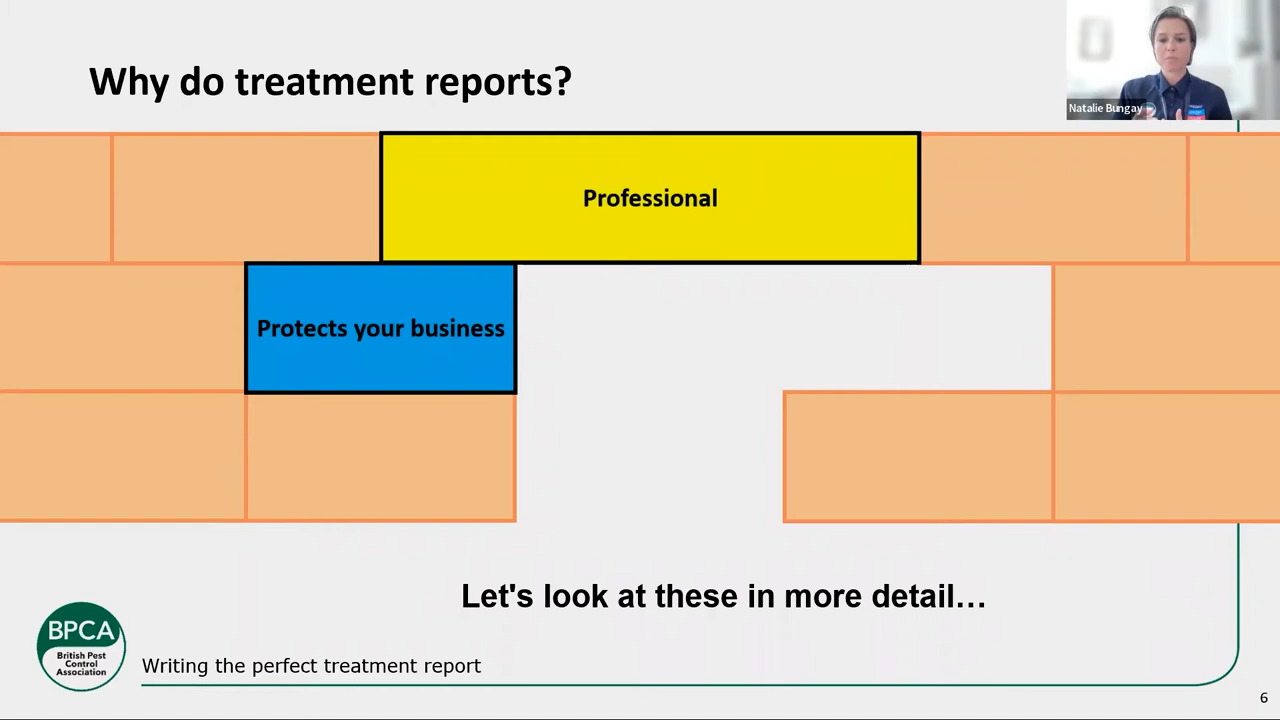 Why do treatment reports?
Natalie Bungay
Professional
Protects your business
Let's look at these in more detail…
BPCA
British Pest
Control
Association
Writing the perfect treatment report
6